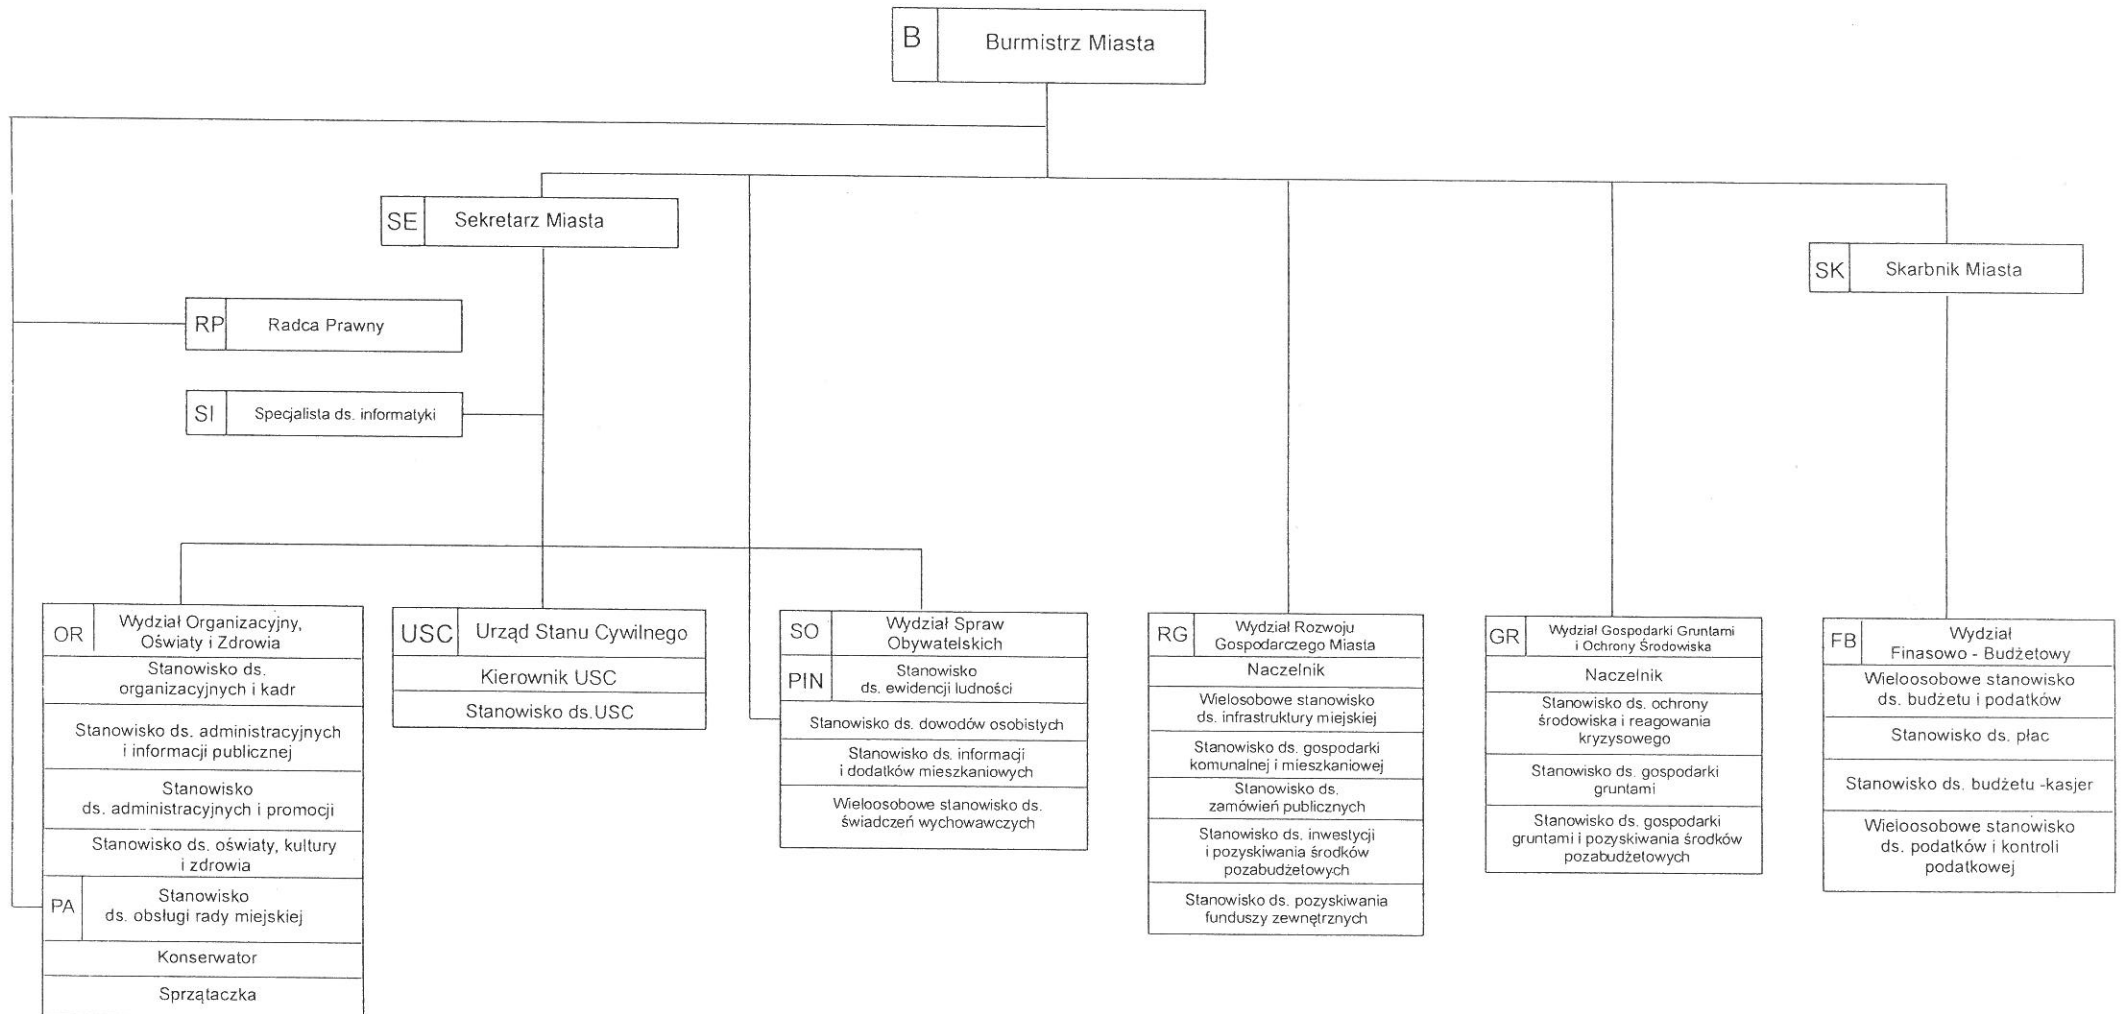 B
Burmistrz Miasta
SE
Sekretarz Miasta
SK
Skarbnik Miasta
RP
Radca Prawny
SI
Specjalista ds. informatyki
OR
Wydział Organizacyjny,
Oświaty i Zdrowia
Stanowisko ds.
organizacyjnych i kadr
Stanowisko ds. administracyjnych
i informacji publicznej
Stanowisko
ds. administracyjnych i promocji
Stanowisko ds. oświaty, kultury
i zdrowia
PA
Stanowisko
ds. obsługi rady miejskiej
Konserwator
Sprzątaczka
USC
Urząd Stanu Cywilnego
Kierownik USC
Stanowisko ds.USC
SO
Wydział Spraw
Obywatelskich
PIN
Stanowisko
ds. ewidencji ludności
Stanowisko ds. dowodów osobistych
Stanowisko ds. informacji
i dodatków mieszkaniowych
Wieloosobowe stanowisko ds.
świadczeń wychowawczych
RG
Wydział Rozwoju
Gospodarczego Miasta
Naczelnik
Wielosobowe stanowisko
ds. infrastruktury miejskiej
Stanowisko ds. gospodarki
komunalnej i mieszkaniowej
Stanowisko ds.
zamówień publicznych
Stanowisko ds. inwestycji
i pozyskiwania środków
pozabudżetowych
Stanowisko ds. pozyskiwania
funduszy zewnętrznych
GR
Wydział Gospodarki Gruntami
i Ochrony Środowiska
Naczelnik
Stanowisko ds. ochrony
środowiska i reagowania
kryzysowego
Stanowisko ds. gospodarki
gruntami
Stanowisko ds. gospodarki
gruntami i pozyskiwania środków
pozabudżetowych
FB
Wydział
Finasowo - Budżetowy
Wieloosobowe stanowisko
ds. budżetu i podatków
Stanowisko ds. płac
Stanowisko ds. budżetu -kasjer
Wieloosobowe stanowisko
ds. podatków i kontroli
podatkowej